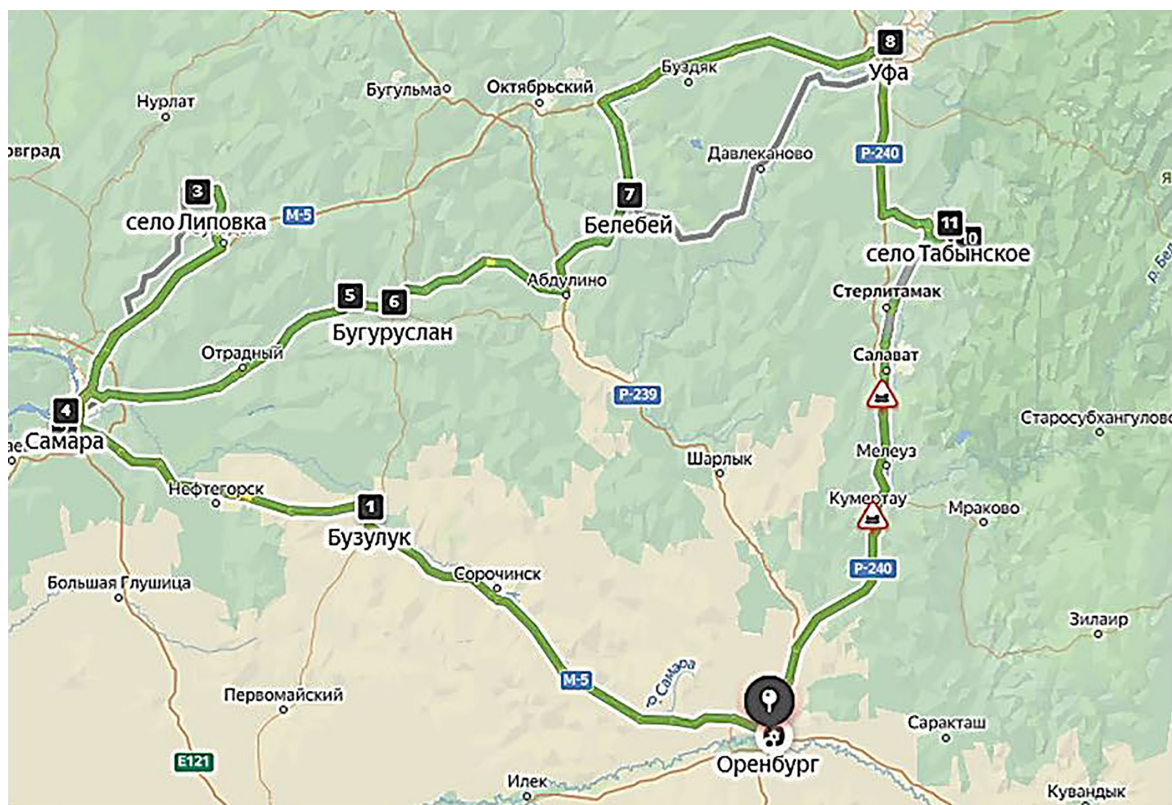 8
Уфа
Буздяк
Октябрьский
Бугульма
Нурлат
овград
Давлеканово
P-240
3
село Липовка
M-5
7
Белебей
11
село Табынское
Абдулино
Стерлитамак
р. Бел
5
6
Бугуруслан
Отрадный
Салават
P-239
4
Самара
Старосубхангулово
Шарлык
Мелеуз
Нефтегорск
1
Бузулук
Кумертау
Мраково
Большая Глушица
Сорочинск
P-240
Зилаир
Первомайский
M-5
р.Самара
Саракташ
E121
Оренбург
Илек
Кувандык